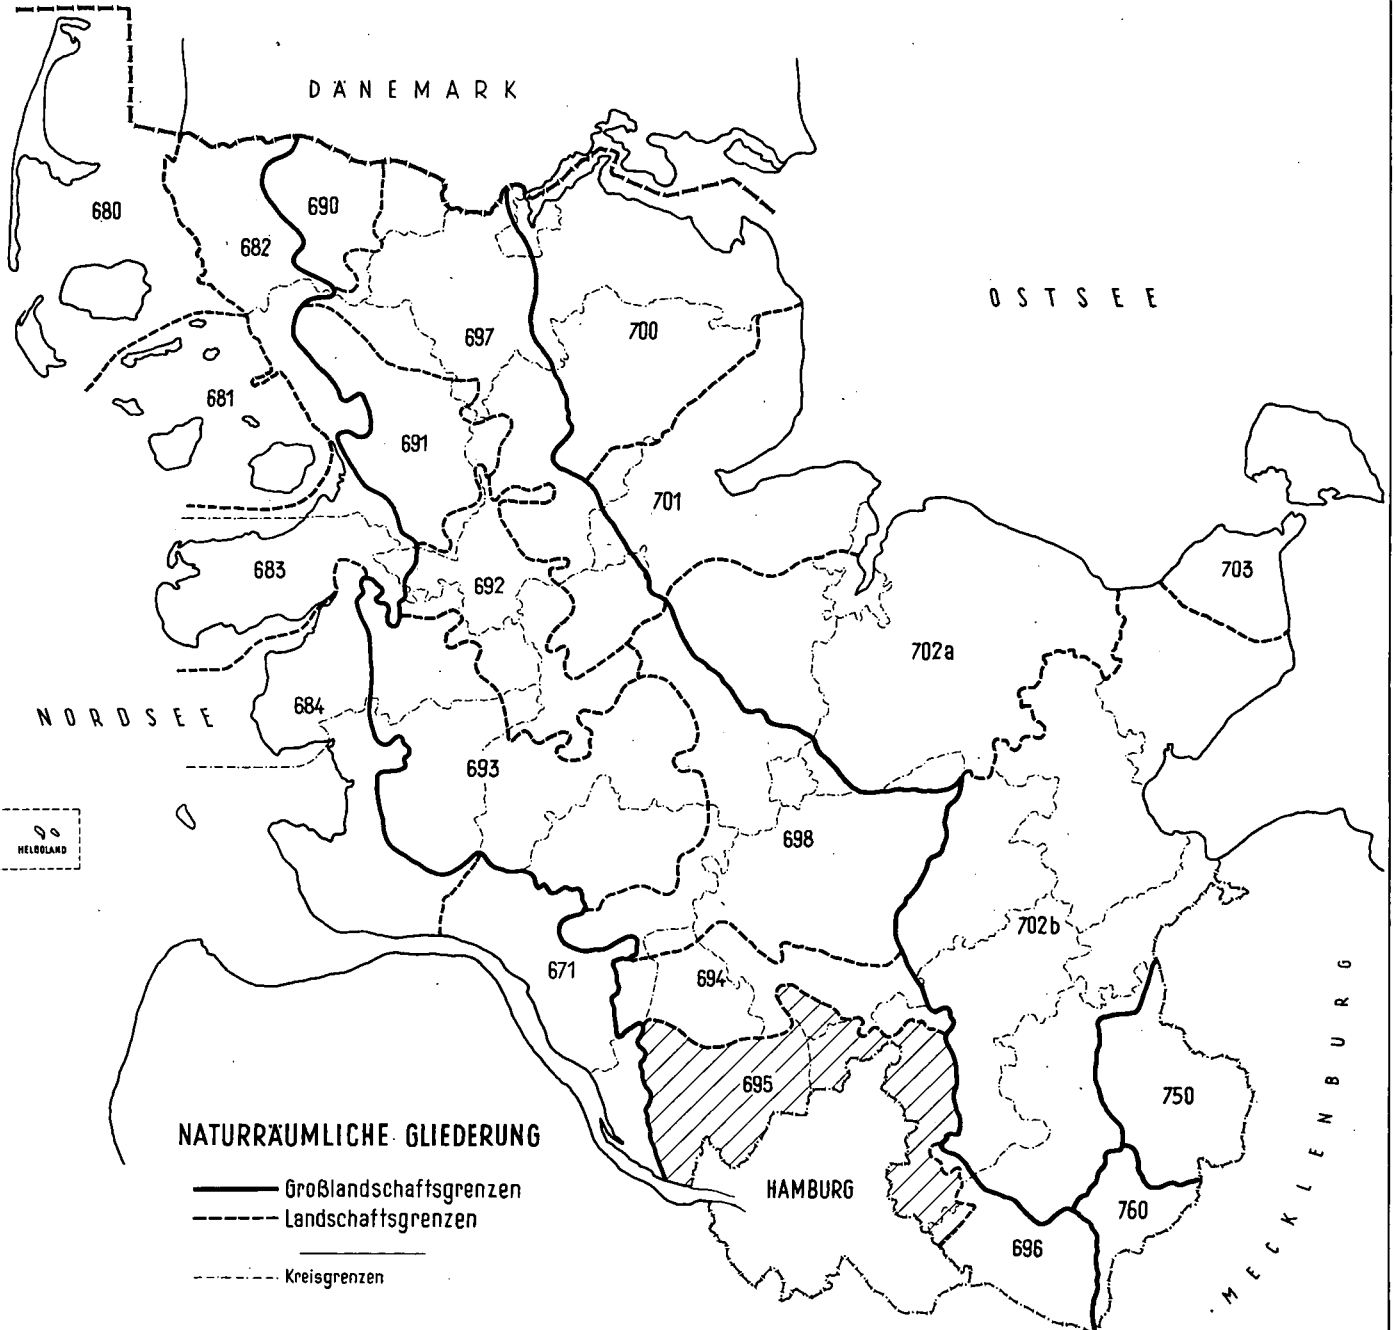 DÄNEMARK
680
690
682
OSTSEE
697
700
681
691
701
683
692
703
702a
684
NORDSEE
693
698
HELGOLAND
702b
671
694
695
750
NATURRÄUMLICHE GLIEDERUNG
Großlandschaftsgrenzen
Landschaftsgrenzen
Kreisgrenzen
HAMBURG
760
696
MECKLENBURG